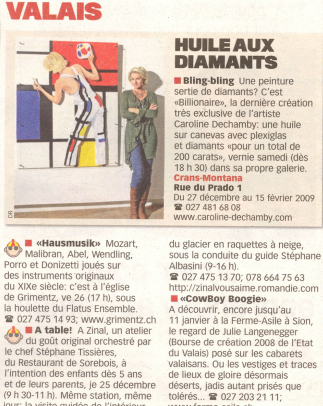 VALAIS
HUILE AUX
DIAMANTS
Bling-bling Une peinture
sertie de diamants? C'est
«Billionaire», la dernière création
très exclusive de l'artiste
Caroline Dechamby: une huile
sur canevas avec plexiglas
et diamants «pour un total de
200 carats», vernie samedi (dès
18 h 30) dans sa propre galerie.
Crans-Montana
Rue du Prado 1
Du 27 décembre au 15 février 2009
☎ 027 481 68 08
www.caroline-dechamby.com
DR
«Hausmusik» Mozart,
Malibran, Abel, Wendling,
Porro et Donizetti joués sur
des instruments originaux
du XIXe siècle: c'est à l'église
de Grimentz, ve 26 (17 h), sous
la houlette du Flatus Ensemble.
☎ 027 475 14 93; www.grimentz.ch
A table! A Zinal, un atelier
du goût original orchestré par
le chef Stéphane Tissières,
du Restaurant de Sorebois, à
l'intention des enfants dès 5 ans
et de leurs parents, je 25 décembre
(9 h 30-11 h). Même station, même
jour: la visite guidée de l'intérieur
du glacier en raquettes à neige,
sous la conduite du guide Stéphane
Albasini (9-16 h).
☎ 027 475 13 70; 078 664 75 63
http://zinalvousaime.romandie.com
«CowBoy Boogie»
A découvrir, encore jusqu'au
11 janvier à la Ferme-Asile à Sion,
le regard de Julie Langenegger
(Bourse création 2008 de l'Etat
du Valais) posé sur les cabarets
valaisans. Ou les vestiges et traces
de lieux de gloire désormais
déserts, jadis autant prisés que
tolérés... ☎ 027 203 21 11;